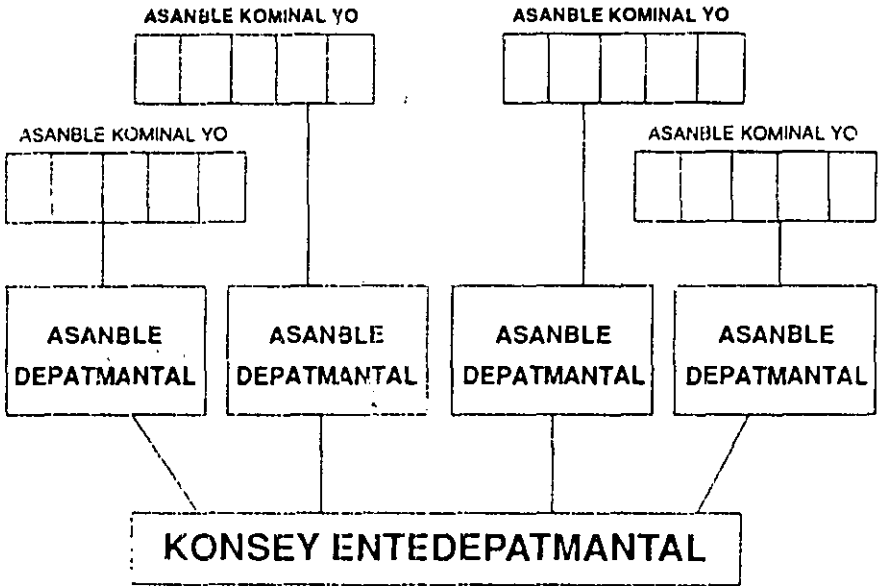 ASANBLE KOMINAL YO
ASANBLE KOMINAL YO
ASANBLE KOMINAL YO
ASANBLE KOMINAL YO
ASANBLE
DEPATMANTAL
ASANBLE
DEPATMANTAL
ASANBLE
DEPATMANTAL
ASANBLE
DEPATMANTAL
KONSEY ENTEDEPATMANTAL